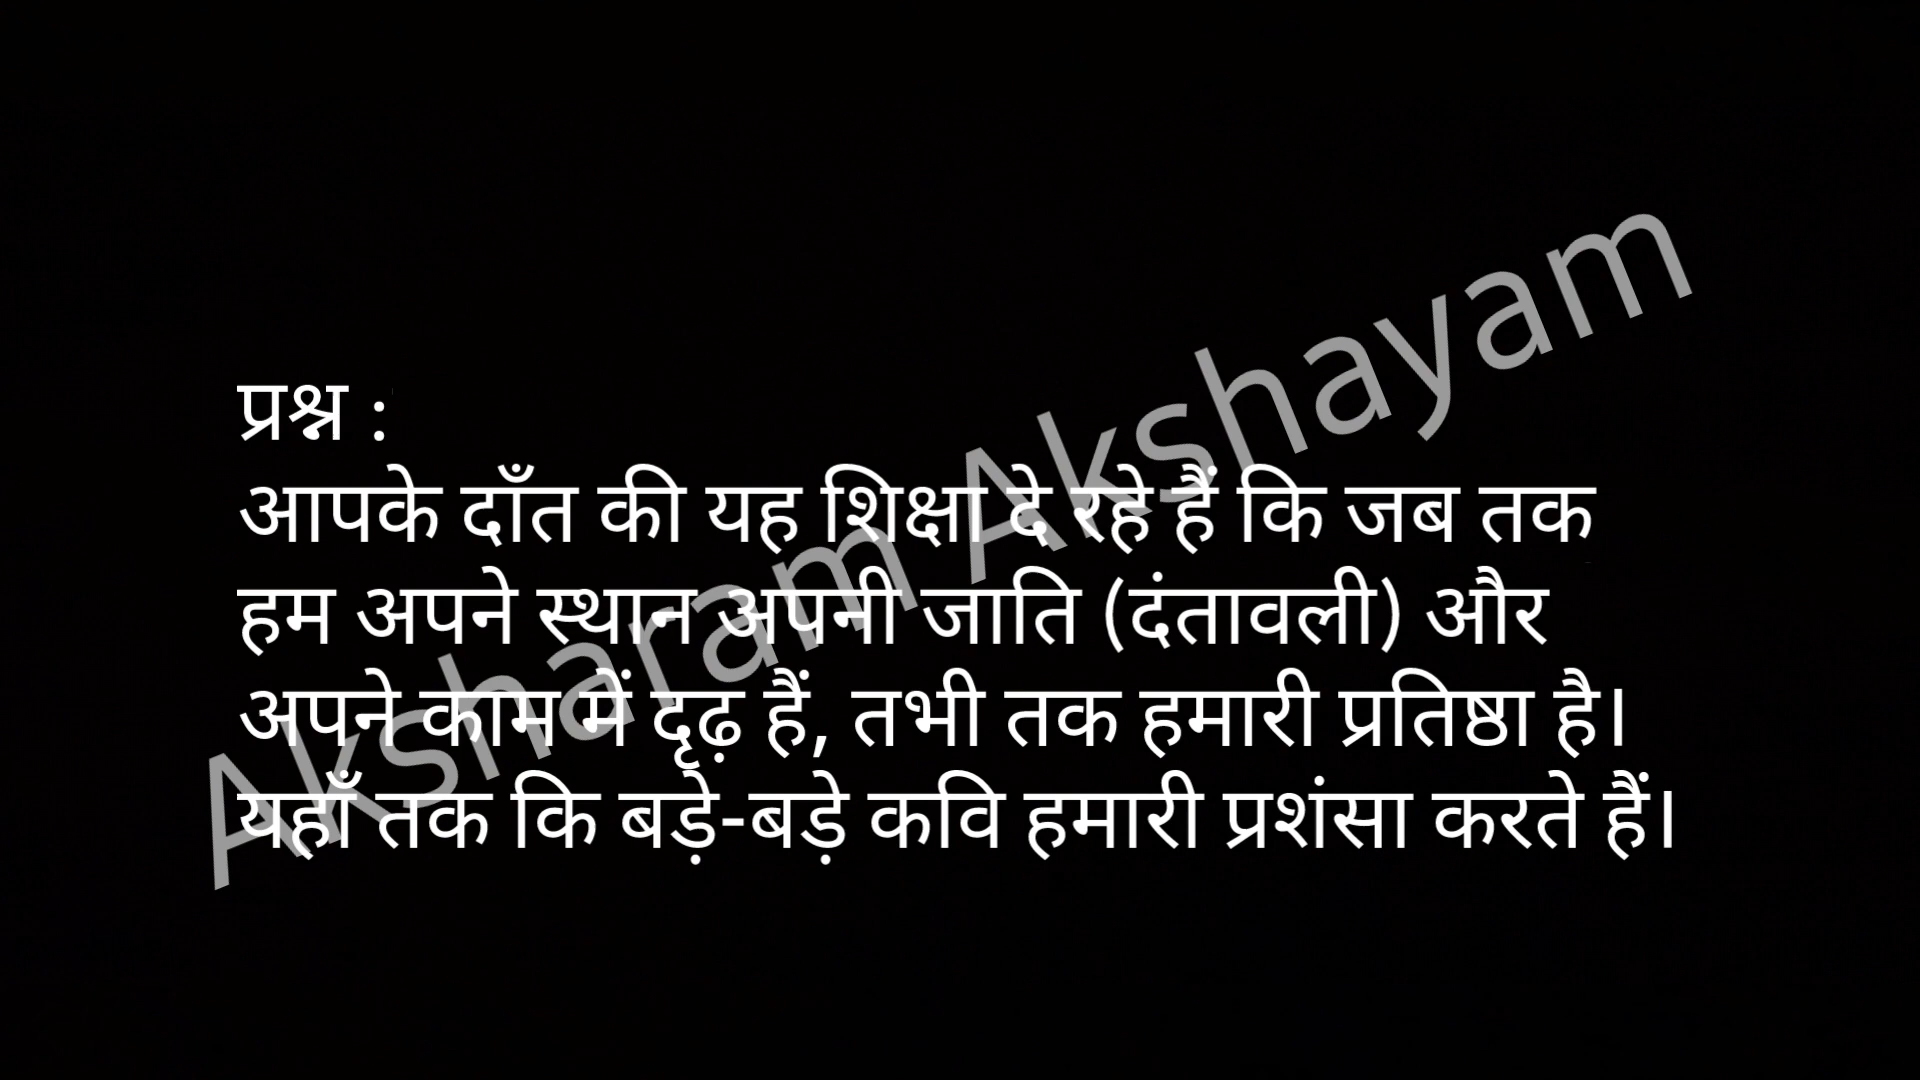 प्रश्न :
आपके दाँत की यह शिक्षा दे रहे हैं कि जब तक
हम अपने स्थान अपनी जाति (दंतावली) और
अपने काम में दृढ़ हैं, तभी तक हमारी प्रतिष्ठा है।
यहाँ तक कि बड़े-बड़े कवि हमारी प्रशंसा करते हैं।
Aksharam Akshayam